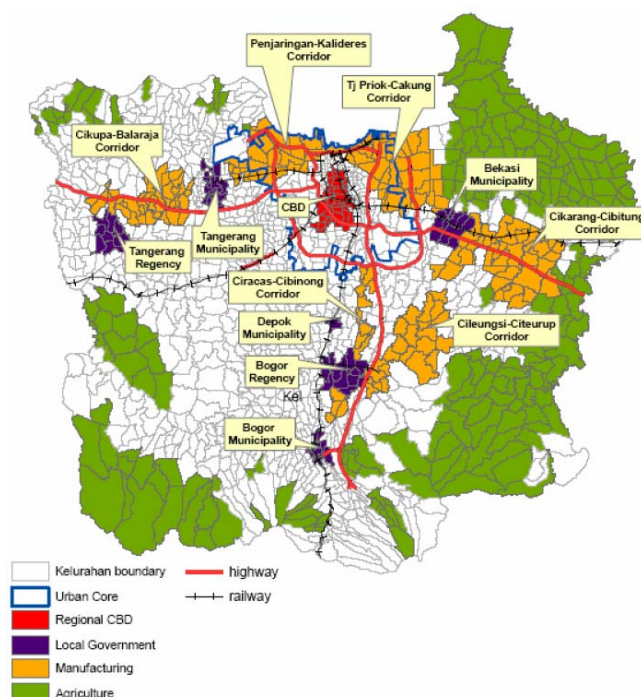 Penjaringan-Kalideres
Corridor
Tj Priok-Cakung
Corridor
Cikupa-Balaraja
Corridor
Bekasi
Municipality
CBD
Cikarang-Cibitung
Corridor
Tangerang
Regency
Tangerang
Municipality
Ciracas-Cibinong
Corridor
Depok
Municipality
Cileungsi-Citeurup
Corridor
Bogor
Regency
Kel
Bogor
Municipality
Kelurahan boundary
highway
Urban Core
railway
Regional CBD
Local Government
Manufacturing
Agriculture